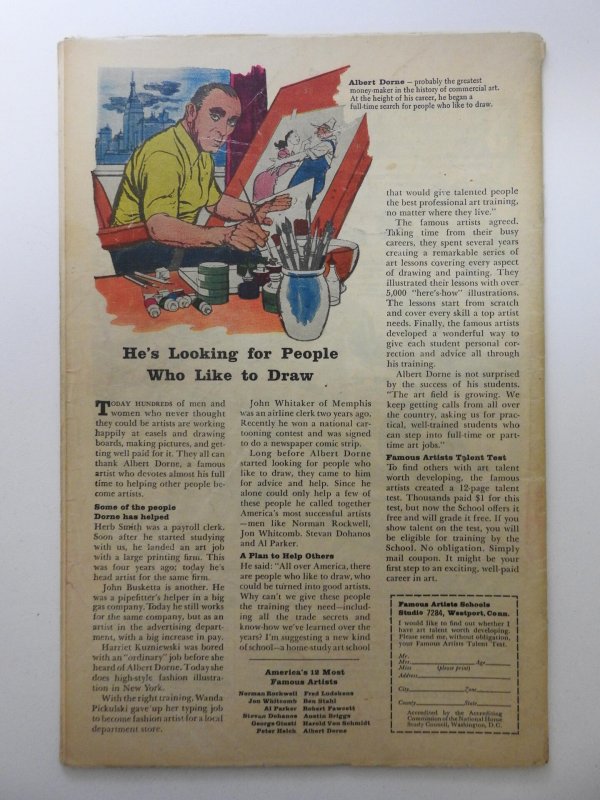 Albert Dorne – probably the greatest
money-maker in the history of commercial art.
At the height of his career, he began a
full-time search for people who like to draw.
He's Looking for People
Who Like to Draw
TODAY HUNDREDS of men and
women who never thought
they could be artists are working
happily at easels and drawing
boards, making pictures, and get-
ting well paid for it. They all can
thank Albert Dorne, a famous
artist who devotes almost his full
time to helping other people be-
come artists.
Some of the people
Dorne has helped
Herb Smith was a payroll clerk.
Soon after he started studying
with us, he landed an art job
with a large printing firm. This
was four years ago; today he's
head artist for the same firm.
John Busketta is another. He
was a pipefitter's helper in a big
gas company. Today he still works
for the same company, but as an
artist in the advertising depart-
ment, with a big increase in pay.
Harriet Kuzniewski was bored
with an "ordinary" job before she
heard of Albert Dorne. Today she
does high-style fashion illustra-
tion in New York.
With the right training, Wanda
Pickulski gave up her typing job
to become fashion artist for a local
department store.
John Whitaker of Memphis
was an airline clerk two years ago.
Recently he won a national car-
tooning contest and was signed
to do a newspaper comic strip.
Long before Albert Dorne
started looking for people who
like to draw, they came to him
for advice and help. Since he
alone could only help a few of
these people he called together
America's most successful artists
—men like Norman Rockwell,
Jon Whitcomb, Stevan Dohanos
and Al Parker.
A Plan to Help Others
He said: "All over America, there
are people who like to draw, who
could be turned into good artists.
Why can't we give these people
the training they need—includ-
ing all the trade secrets and
know-how we've learned over the
years? I'm suggesting a new kind
of school—a home-study art school
America's 12 Most
Famous Artists
Norman Rockwell Fred Ludekens
Jon Whitcomb Ben Stahl
Al Parker Robert Fawcett
Stevan Dohanos Austin Briggs
George Giusti Harold Von Schmidt
Peter Helck Albert Dorne
that would give talented people
the best professional art training,
no matter where they live."
The famous artists agreed.
Taking time from their busy
careers, they spent several years
creating a remarkable series of
art lessons covering every aspect
of drawing and painting. They
illustrated their lessons with over
5,000 "here's-how" illustrations.
The lessons start from scratch
and cover every skill a top artist
needs. Finally, the famous artists
developed a wonderful way to
give each student personal cor-
rection and advice all through
his training.
Albert Dorne is not surprised
by the success of his students.
"The art field is growing. We
keep getting calls from all over
the country, asking us for prac-
tical, well-trained students who
can step into full-time or part-
time art jobs."
Famous Artists Talent Test
To find others with art talent
worth developing, the famous
artists created a 12-page talent
test. Thousands paid $1 for this
test, but now the School offers it
free and will grade it free. If you
show talent on the test, you will
be eligible for training by the
School. No obligation. Simply
mail coupon. It might be your
first step to an exciting, well-paid
career in art.
Famous Artists Schools
Studio 7284, Westport, Conn.
I would like to find out whether I
have art talent worth developing.
Please send me, without obligation,
your Famous Artists Talent Test.
Mr.
Mrs. Age
Miss (please print)
Address
City Zone
County State
Accredited by the Accrediting
Commission of the National Home
Study Council, Washington, D.C.